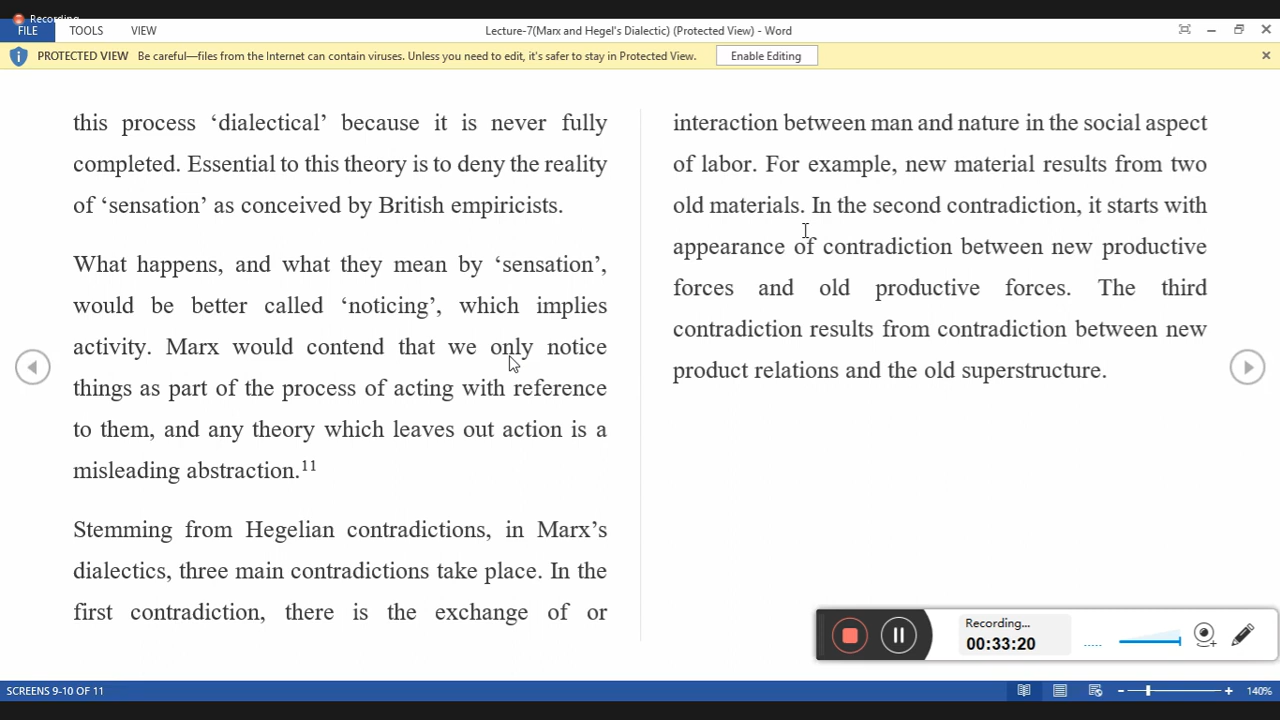 Recording
FILE TOOLS VIEW Lecture-7(Marx and Hegel's Dialectic) (Protected View) - Word
PROTECTED VIEW Be careful—files from the Internet can contain viruses. Unless you need to edit, it's safer to stay in Protected View. Enable Editing
this process ‘dialectical’ because it is never fully
completed. Essential to this theory is to deny the reality
of ‘sensation’ as conceived by British empiricists.
What happens, and what they mean by ‘sensation’,
would be better called ‘noticing’, which implies
activity. Marx would contend that we only notice
things as part of the process of acting with reference
to them, and any theory which leaves out action is a
misleading abstraction.¹¹
Stemming from Hegelian contradictions, in Marx’s
dialectics, three main contradictions take place. In the
first contradiction, there is the exchange of or
interaction between man and nature in the social aspect
of labor. For example, new material results from two
old materials. In the second contradiction, it starts with
appearance of contradiction between new productive
forces and old productive forces. The third
contradiction results from contradiction between new
product relations and the old superstructure.
Recording...
00:33:20
SCREENS 9-10 OF 11
140%